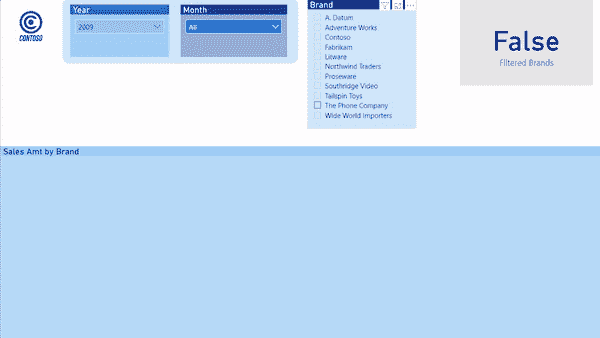 CONTOSO
Year
2009
Month
All
Brand
A. Datum
Adventure Works
Contoso
Fabrikam
Litware
Northwind Traders
Proseware
Southridge Video
Tailspin Toys
The Phone Company
Wide World Importers
False
Filtered Brands
Sales Amt by Brand